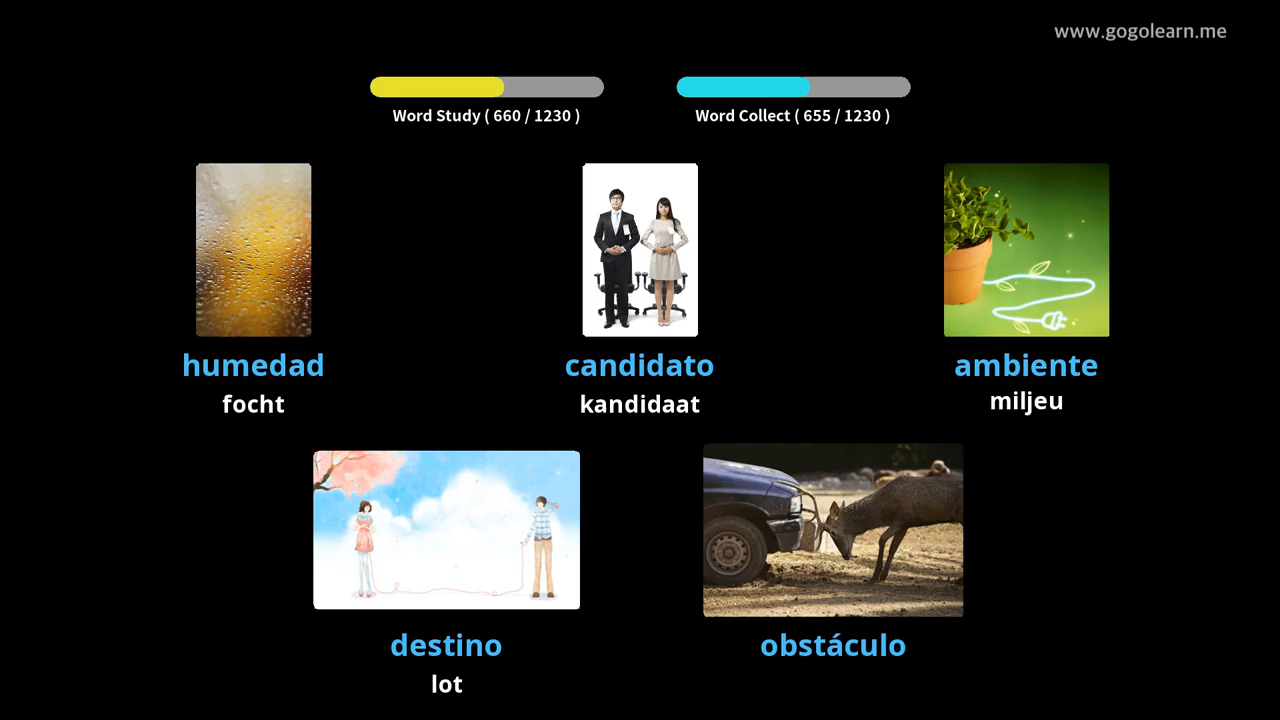 www.gogolearn.me
Word Study ( 660 / 1230 )
Word Collect ( 655 / 1230 )
humedad
focht
candidato
kandidaat
ambiente
miljeu
destino
lot
obstáculo